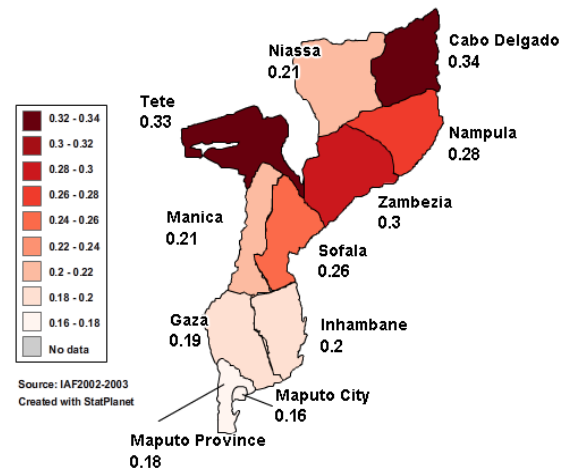 Cabo Delgado
0.34
Niassa
0.21
Tete
0.33
Nampula
0.28
Zambezia
0.3
Manica
0.21
Sofala
0.26
Gaza
0.19
Inhambane
0.2
Maputo City
0.16
Maputo Province
0.18
0.32 - 0.34
0.3 - 0.32
0.28 - 0.3
0.26 - 0.28
0.24 - 0.26
0.22 - 0.24
0.2 - 0.22
0.18 - 0.2
0.16 - 0.18
No data
Source: IAF2002-2003
Created with StatPlanet